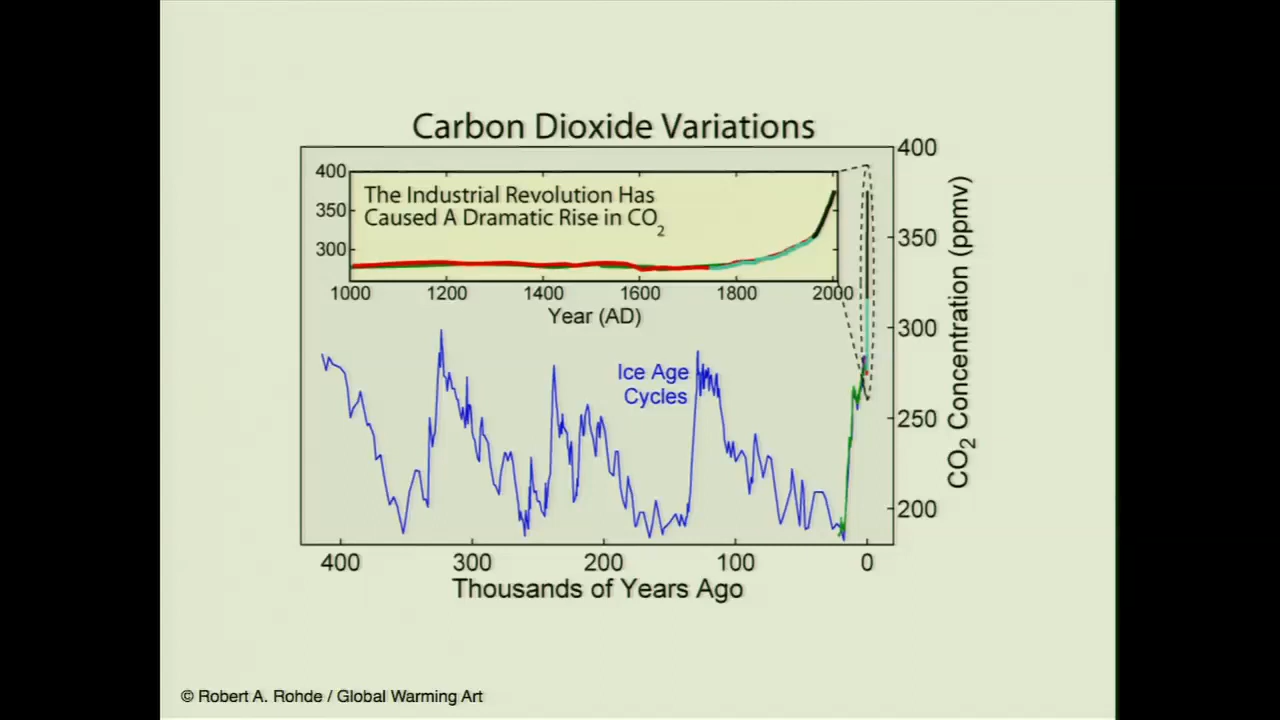 Carbon Dioxide Variations
400
350
300
The Industrial Revolution Has
Caused A Dramatic Rise in CO2
1000 1200 1400 1600 1800 2000
Year (AD)
Ice Age
Cycles
400
350
300
250
200
CO2 Concentration (ppmv)
400 300 200 100 0
Thousands of Years Ago
© Robert A. Rohde / Global Warming Art